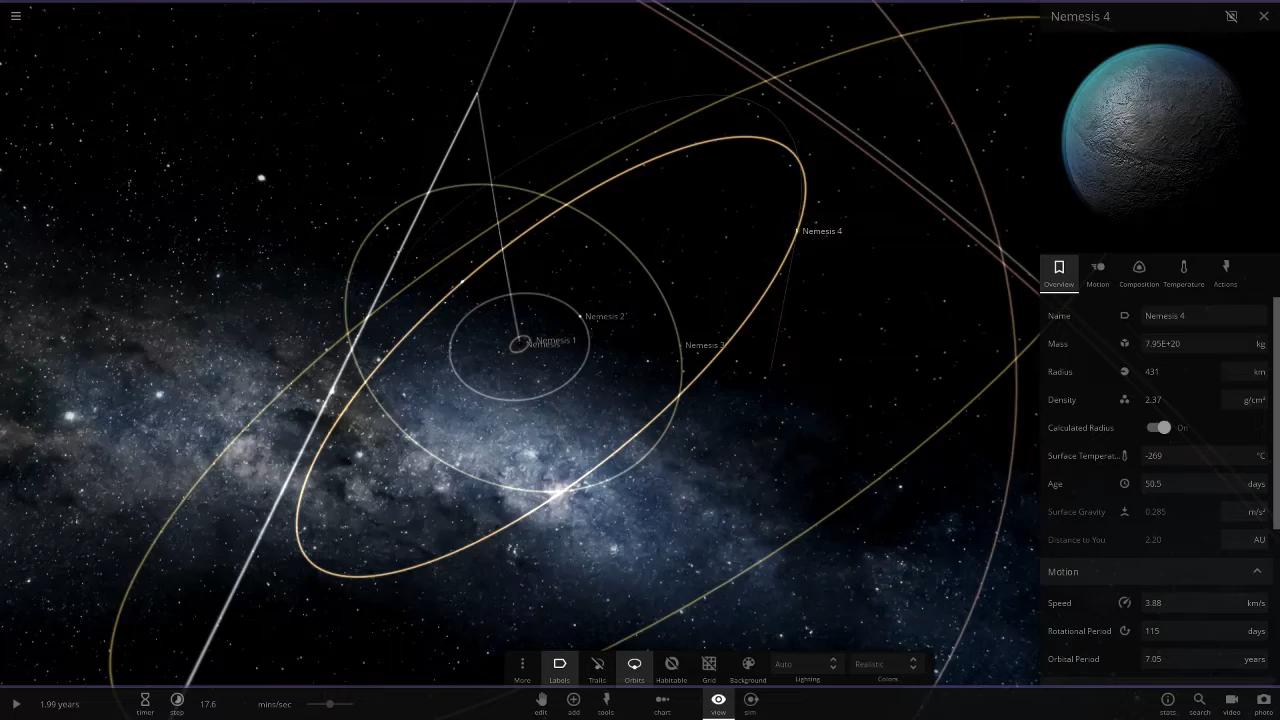 Nemesis 4
Nemesis 4
Nemesis 2
Nemesis 1
Nemesis
Nemesis 3
Overview
Motion
Composition
Temperature
Actions
Name Nemesis 4
Mass 7.95E+20 kg
Radius 431 km
Density 2.37 g/cm³
Calculated Radius On
Surface Temperat... -269 °C
Age 50.5 days
Surface Gravity 0.285 m/s²
Distance to You 2.20 AU
Motion
Speed 3.88 km/s
Rotational Period 115 days
Orbital Period 7.05 years
Auto Realistic
More Labels Trails Orbits Habitable Grid Background Lighting Colors
1.99 years timer step 17.6 mins/sec edit add tools chart view sim stats search video photo